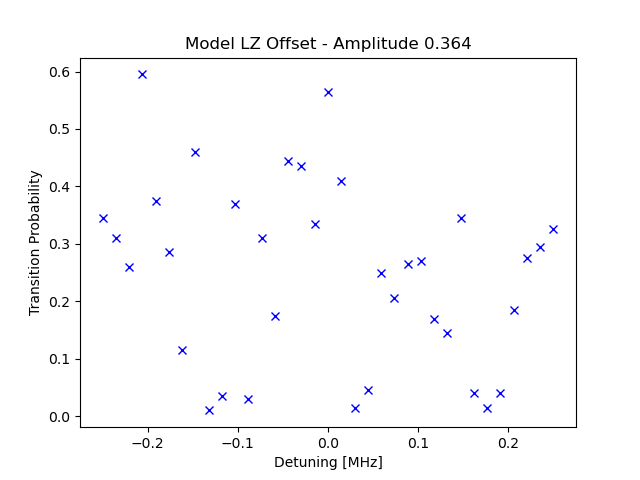 Model LZ Offset - Amplitude 0.364
0.6
0.5
0.4
0.3
0.2
0.1
0.0
Transition Probability
−0.2 −0.1 0.0 0.1 0.2
Detuning [MHz]